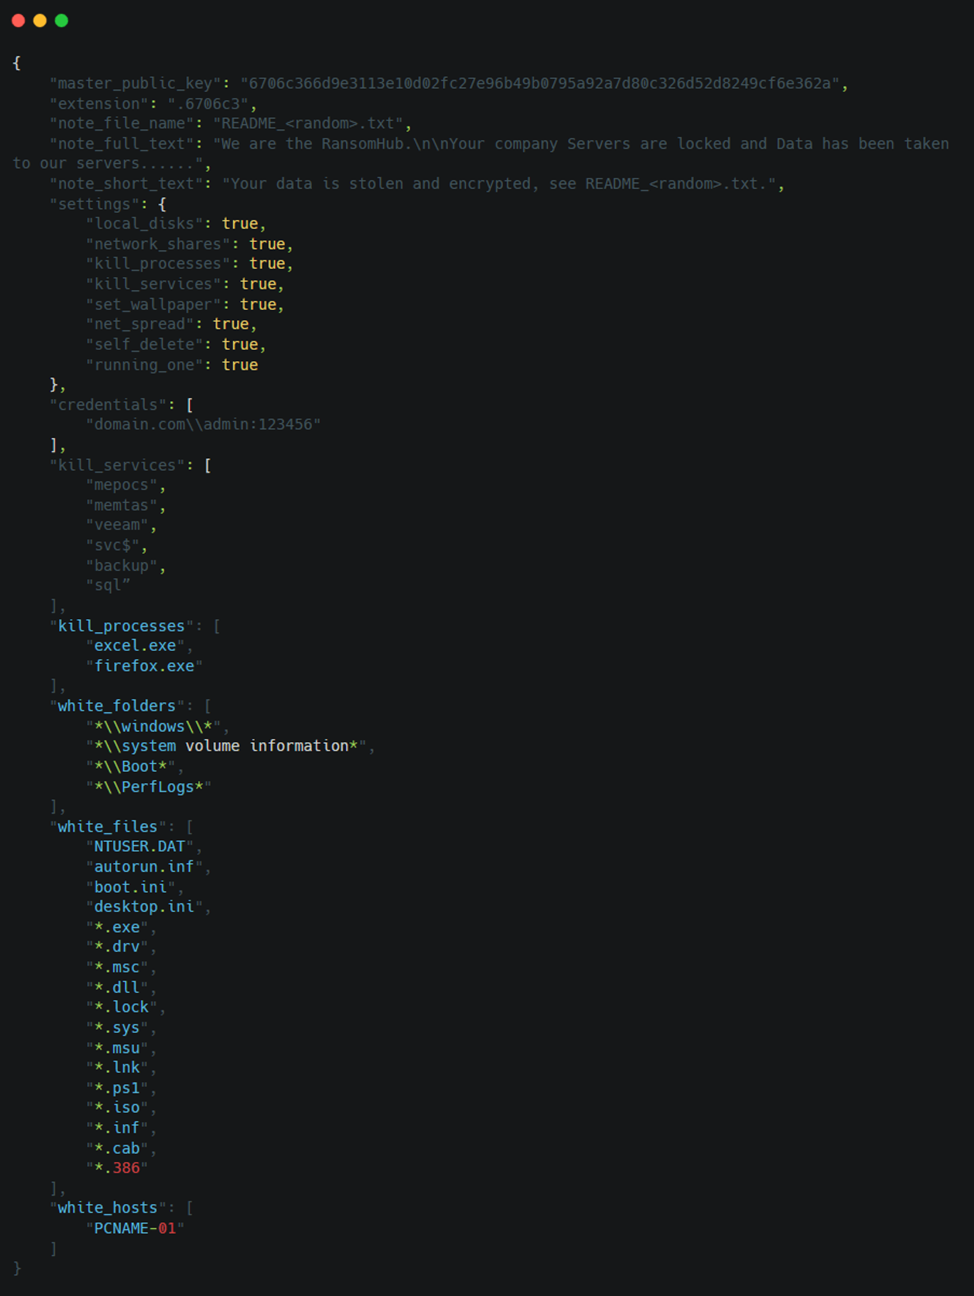 {
    "master_public_key": "6706c366d9e3113e10d02fc27e96b49b0795a92a7d80c326d52d8249cf6e362a",
    "extension": ".6706c3",
    "note_file_name": "README_<random>.txt",
    "note_full_text": "We are the RansomHub.\n\nYour company Servers are locked and Data has been taken
to our servers......",
    "note_short_text": "Your data is stolen and encrypted, see README_<random>.txt.",
    "settings": {
        "local_disks": true,
        "network_shares": true,
        "kill_processes": true,
        "kill_services": true,
        "set_wallpaper": true,
        "net_spread": true,
        "self_delete": true,
        "running_one": true
    },
    "credentials": [
        "domain.com\\admin:123456"
    ],
    "kill_services": [
        "mepocs",
        "memtas",
        "veeam",
        "svc$",
        "backup",
        "sql”
    ],
    "kill_processes": [
        "excel.exe",
        "firefox.exe"
    ],
    "white_folders": [
        "*\\windows\\*",
        "*\\system volume information*",
        "*\\Boot*",
        "*\\PerfLogs*"
    ],
    "white_files": [
        "NTUSER.DAT",
        "autorun.inf",
        "boot.ini",
        "desktop.ini",
        "*.exe",
        "*.drv",
        "*.msc",
        "*.dll",
        "*.lock",
        "*.sys",
        "*.msu",
        "*.lnk",
        "*.ps1",
        "*.iso",
        "*.inf",
        "*.cab",
        "*.386"
    ],
    "white_hosts": [
        "PCNAME-01"
    ]
}